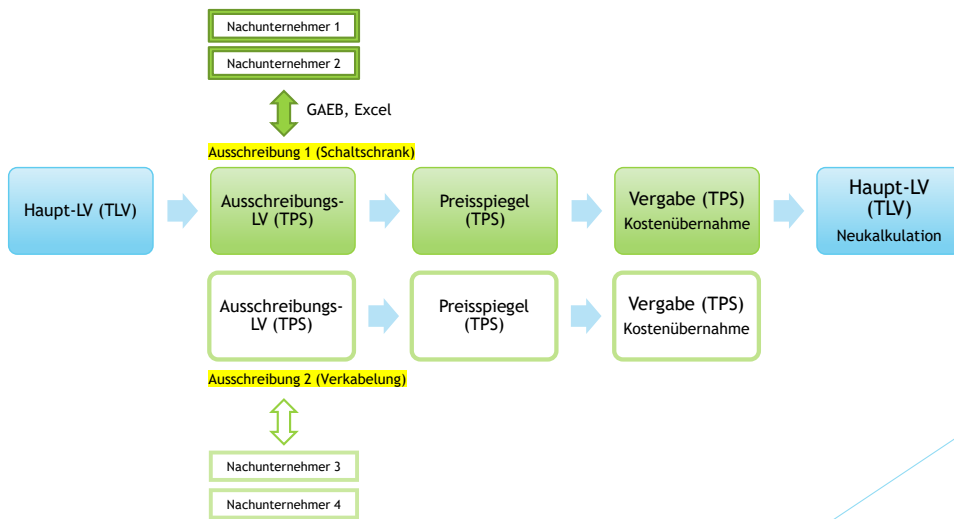 Nachunternehmer 1
Nachunternehmer 2
GAEB, Excel
Ausschreibung 1 (Schaltschrank)
Haupt-LV (TLV)
Ausschreibungs-
LV (TPS)
Preisspiegel
(TPS)
Vergabe (TPS)
Kostenübernahme
Haupt-LV
(TLV)
Neukalkulation
Ausschreibungs-
LV (TPS)
Preisspiegel
(TPS)
Vergabe (TPS)
Kostenübernahme
Ausschreibung 2 (Verkabelung)
Nachunternehmer 3
Nachunternehmer 4